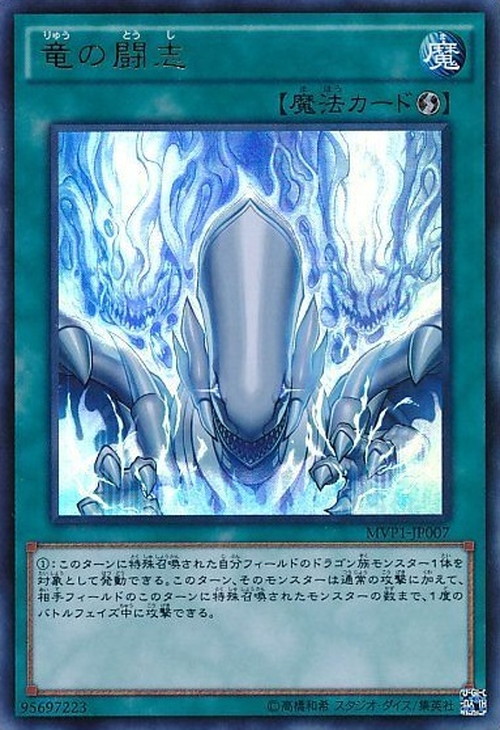 りゅう とう し
竜の闘志
魔
ま ほう
【魔法カード】
MVP1-JP007
①：このターンに特殊召喚された自分フィールドのドラゴン族モンスター1体を
対象として発動できる。このターン、そのモンスターは通常の攻撃に加えて、
相手フィールドのこのターンに特殊召喚されたモンスターの数まで、1度の
バトルフェイズ中に攻撃できる。
95697223
©高橋和希 スタジオ・ダイス/集英社